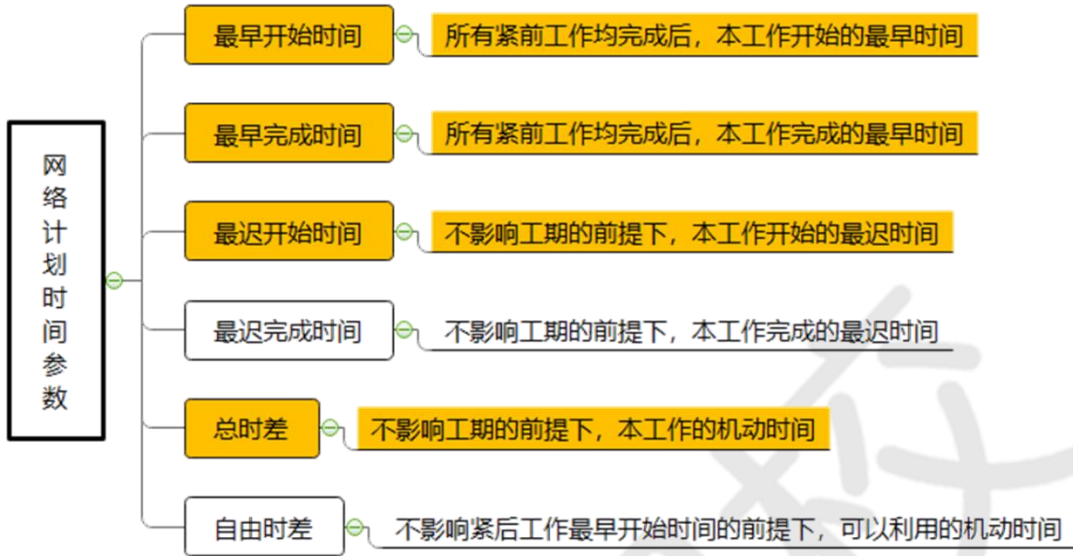 网络计划时间参数
最早开始时间
所有紧前工作均完成后，本工作开始的最早时间
最早完成时间
所有紧前工作均完成后，本工作完成的最早时间
最迟开始时间
不影响工期的前提下，本工作开始的最迟时间
最迟完成时间
不影响工期的前提下，本工作完成的最迟时间
总时差
不影响工期的前提下，本工作的机动时间
自由时差
不影响紧后工作最早开始时间的前提下，可以利用的机动时间